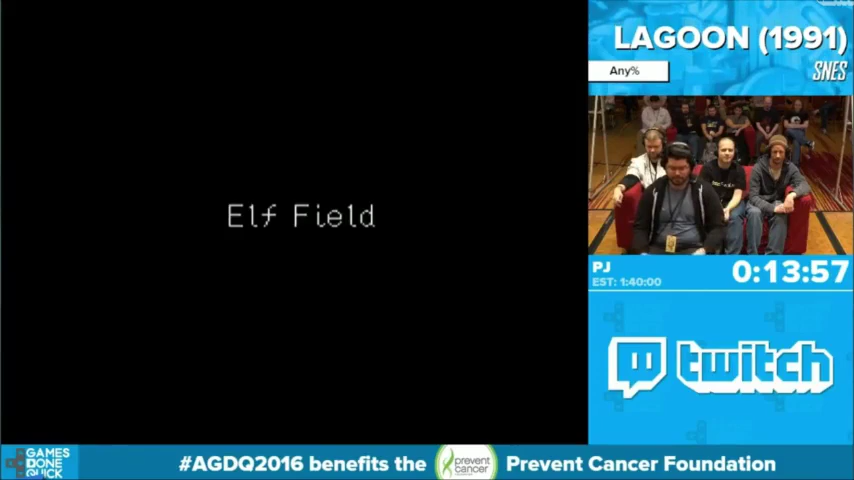 LAGOON (1991)
Any%
SNES
Elf Field
PJ
EST: 1:40:00
0:13:57
twitch
GAMES
DONE
QUICK
#AGDQ2016 benefits the
prevent
cancer
Prevent Cancer Foundation